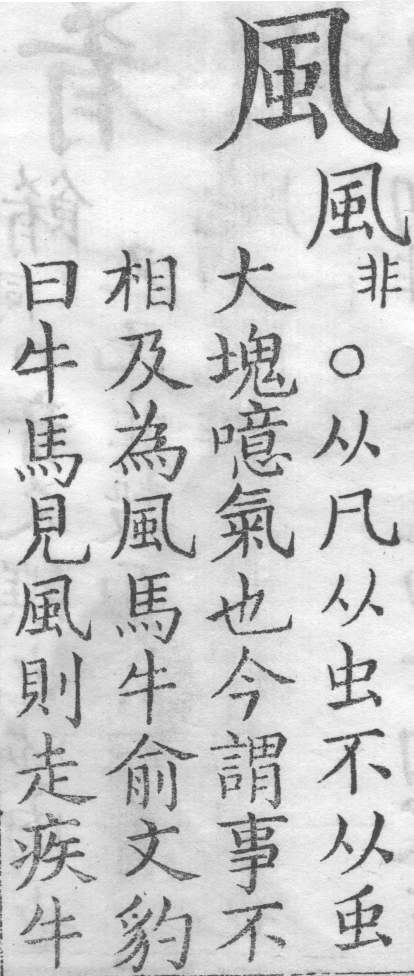 風
風非○从凡从虫不从䖝
大塊噫氣也今謂事不
相及為風馬牛俞文豹
曰牛馬見風則走疾牛